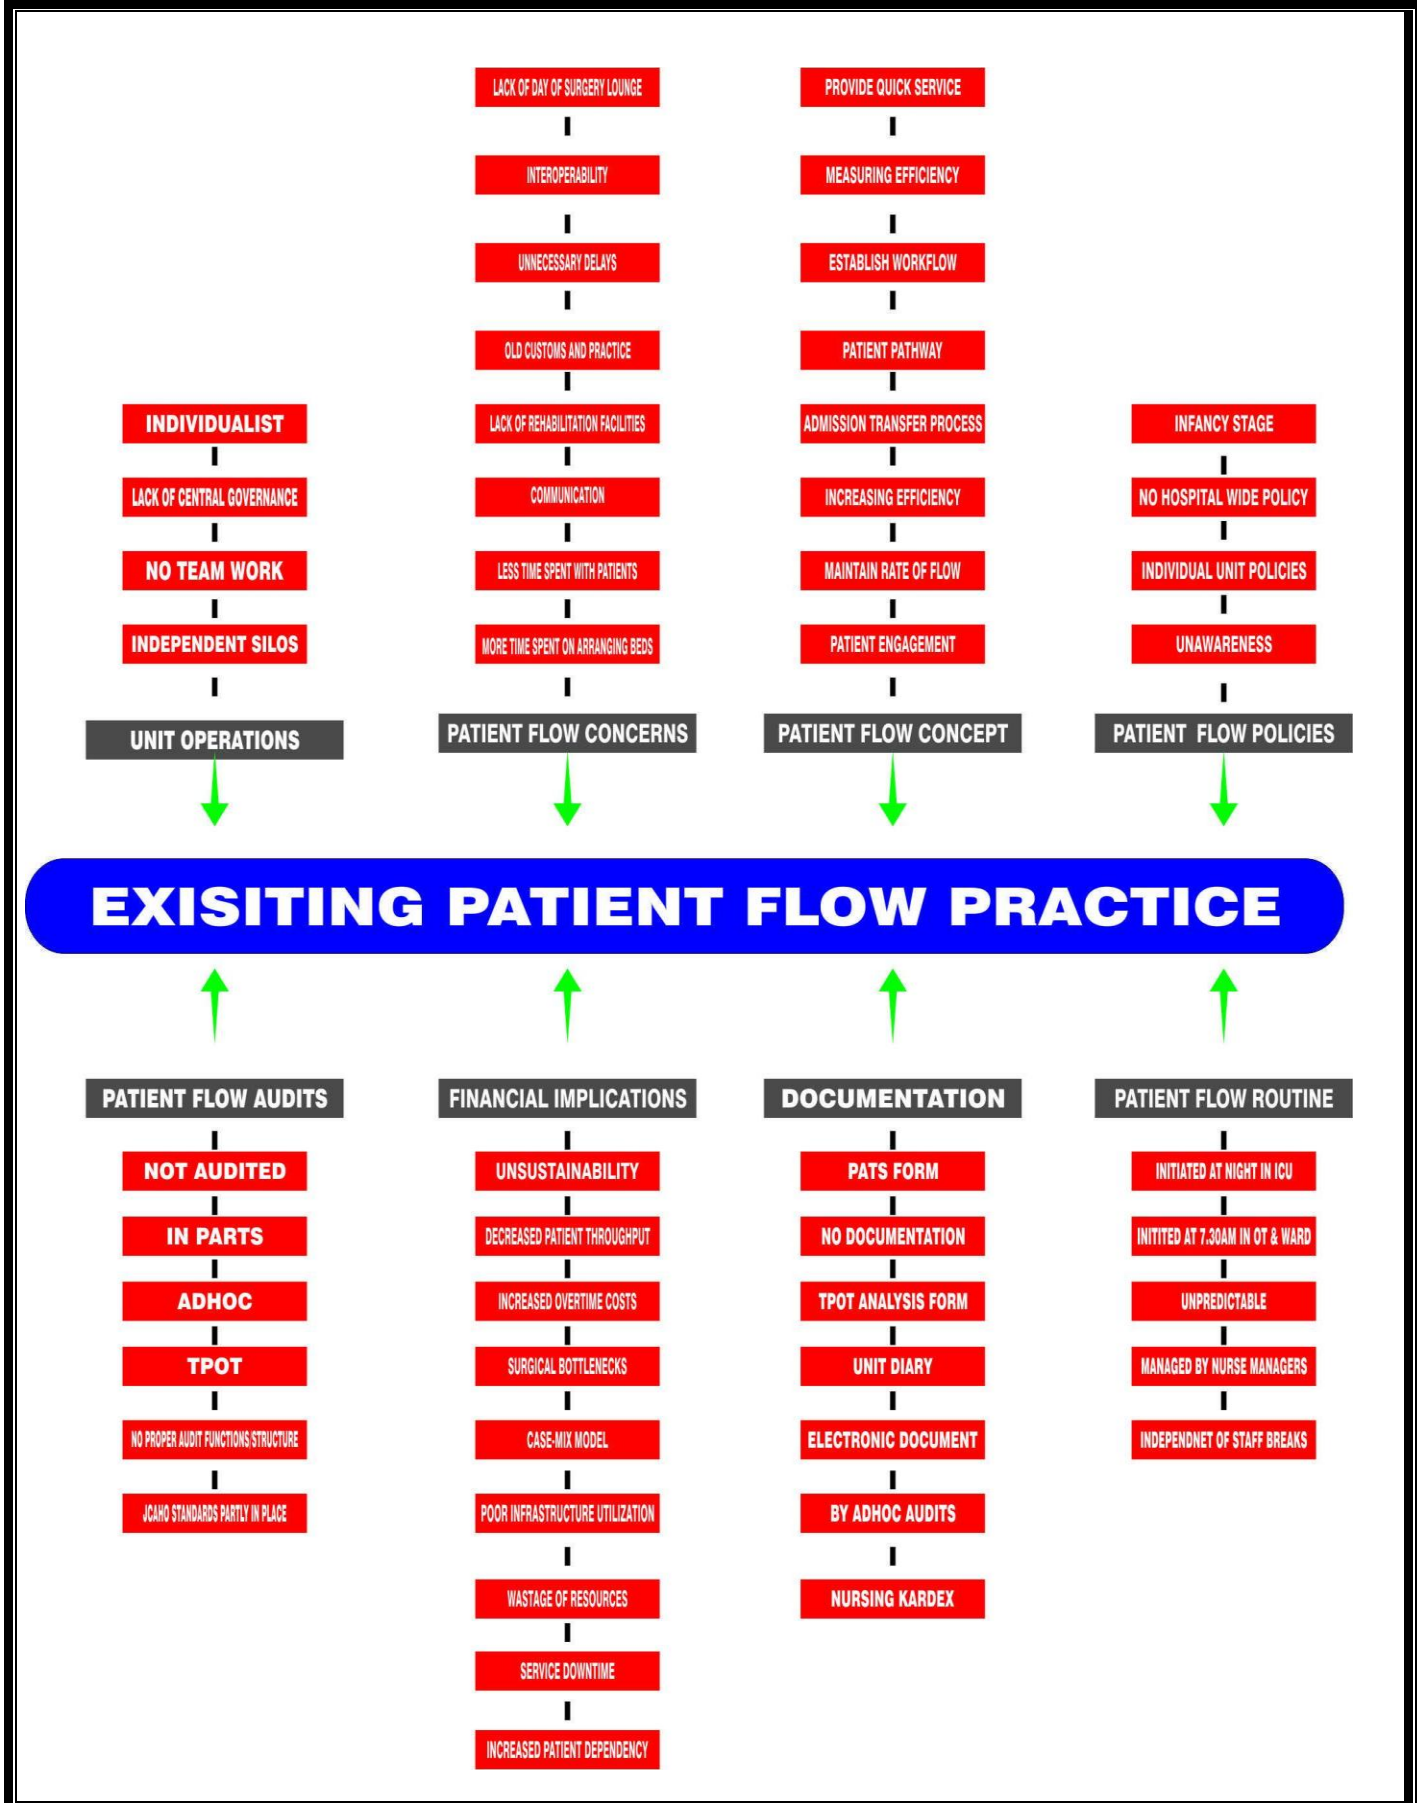 LACK OF DAY OF SURGERY LOUNGE
INTEROPERABILITY
UNNECESSARY DELAYS
OLD CUSTOMS AND PRACTICE
LACK OF REHABILITATION FACILITIES
COMMUNICATION
LESS TIME SPENT WITH PATIENTS
MORE TIME SPENT ON ARRANGING BEDS
PATIENT FLOW CONCERNS
PROVIDE QUICK SERVICE
MEASURING EFFICIENCY
ESTABLISH WORKFLOW
PATIENT PATHWAY
ADMISSION TRANSFER PROCESS
INCREASING EFFICIENCY
MAINTAIN RATE OF FLOW
PATIENT ENGAGEMENT
PATIENT FLOW CONCEPT
INDIVIDUALIST
LACK OF CENTRAL GOVERNANCE
NO TEAM WORK
INDEPENDENT SILOS
UNIT OPERATIONS
INFANCY STAGE
NO HOSPITAL WIDE POLICY
INDIVIDUAL UNIT POLICIES
UNAWARENESS
PATIENT FLOW POLICIES
EXISITING PATIENT FLOW PRACTICE
PATIENT FLOW AUDITS
NOT AUDITED
IN PARTS
ADHOC
TPOT
NO PROPER AUDIT FUNCTIONS/STRUCTURE
JCAHO STANDARDS PARTLY IN PLACE
FINANCIAL IMPLICATIONS
UNSUSTAINABILITY
DECREASED PATIENT THROUGHPUT
INCREASED OVERTIME COSTS
SURGICAL BOTTLENECKS
CASE-MIX MODEL
POOR INFRASTRUCTURE UTILIZATION
WASTAGE OF RESOURCES
SERVICE DOWNTIME
INCREASED PATIENT DEPENDENCY
DOCUMENTATION
PATS FORM
NO DOCUMENTATION
TPOT ANALYSIS FORM
UNIT DIARY
ELECTRONIC DOCUMENT
BY ADHOC AUDITS
NURSING KARDEX
PATIENT FLOW ROUTINE
INITIATED AT NIGHT IN ICU
INITITED AT 7.30AM IN OT & WARD
UNPREDICTABLE
MANAGED BY NURSE MANAGERS
INDEPENDNET OF STAFF BREAKS